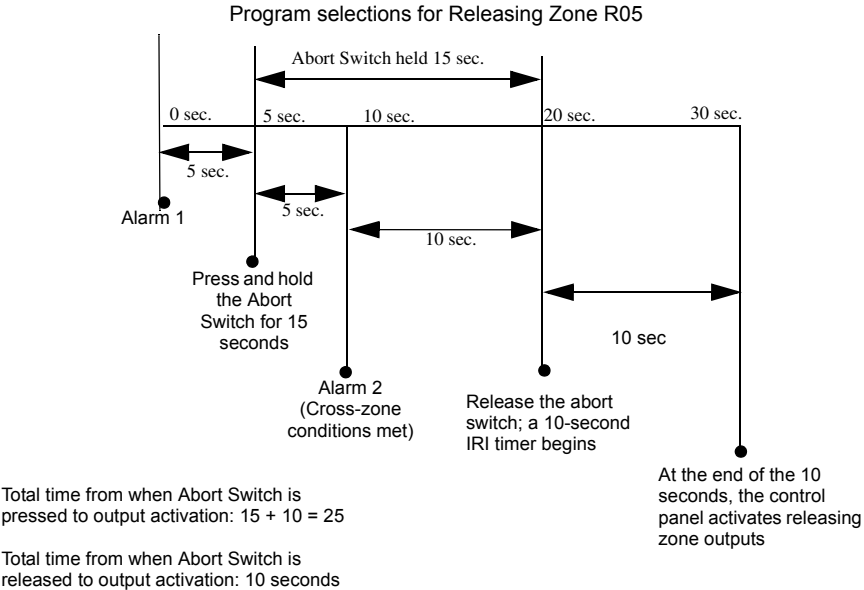 Program selections for Releasing Zone R05
Abort Switch held 15 sec.
0 sec.
5 sec.
10 sec.
20 sec.
30 sec.
5 sec.
Alarm 1
5 sec.
10 sec.
Press and hold
the Abort
Switch for 15
seconds
10 sec
Alarm 2
(Cross-zone
conditions met)
Release the abort
switch; a 10-second
IRI timer begins
At the end of the 10
seconds, the control
panel activates releasing
zone outputs
Total time from when Abort Switch is
pressed to output activation: 15 + 10 = 25
Total time from when Abort Switch is
released to output activation: 10 seconds